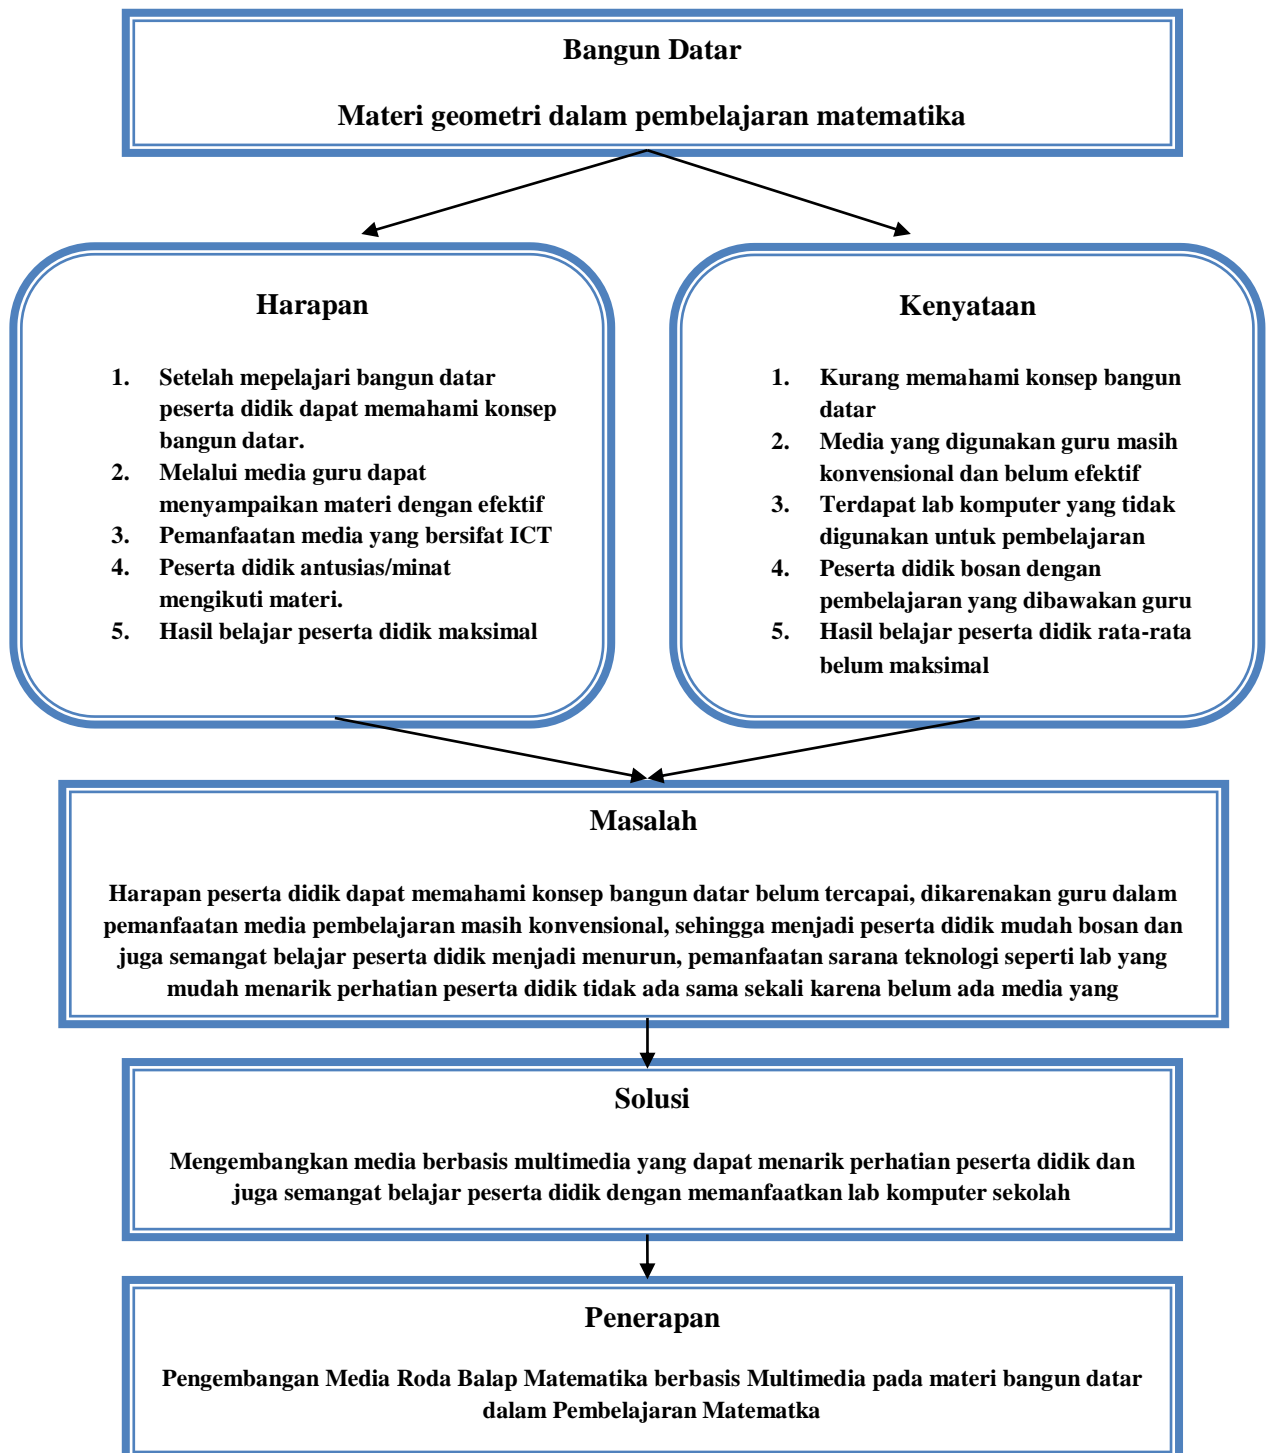 Bangun Datar
Materi geometri dalam pembelajaran matematika
Harapan
1. Setelah mepelajari bangun datar
peserta didik dapat memahami konsep
bangun datar.
2. Melalui media guru dapat
menyampaikan materi dengan efektif
3. Pemanfaatan media yang bersifat ICT
4. Peserta didik antusias/minat
mengikuti materi.
5. Hasil belajar peserta didik maksimal
Kenyataan
1. Kurang memahami konsep bangun
datar
2. Media yang digunakan guru masih
konvensional dan belum efektif
3. Terdapat lab komputer yang tidak
digunakan untuk pembelajaran
4. Peserta didik bosan dengan
pembelajaran yang dibawakan guru
5. Hasil belajar peserta didik rata-rata
belum maksimal
Masalah
Harapan peserta didik dapat memahami konsep bangun datar belum tercapai, dikarenakan guru dalam
pemanfaatan media pembelajaran masih konvensional, sehingga menjadi peserta didik mudah bosan dan
juga semangat belajar peserta didik menjadi menurun, pemanfaatan sarana teknologi seperti lab yang
mudah menarik perhatian peserta didik tidak ada sama sekali karena belum ada media yang
Solusi
Mengembangkan media berbasis multimedia yang dapat menarik perhatian peserta didik dan
juga semangat belajar peserta didik dengan memanfaatkan lab komputer sekolah
Penerapan
Pengembangan Media Roda Balap Matematika berbasis Multimedia pada materi bangun datar
dalam Pembelajaran Matematka